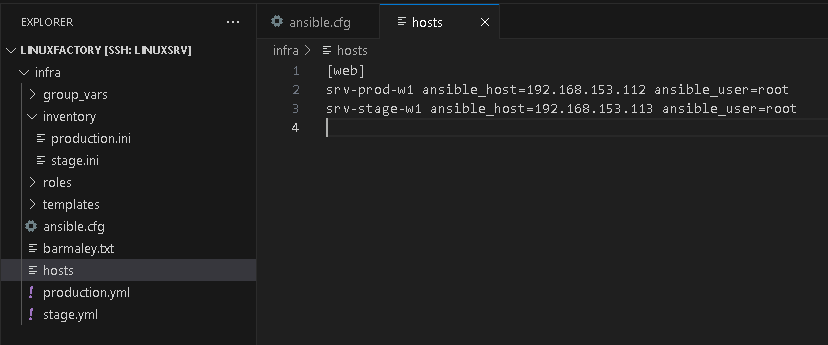 EXPLORER
LINUXFACTORY [SSH: LINUXSRV]
infra
group_vars
inventory
production.ini
stage.ini
roles
templates
ansible.cfg
barmaley.txt
hosts
production.yml
stage.yml
ansible.cfg
hosts
infra > hosts
1 [web]
2 srv-prod-w1 ansible_host=192.168.153.112 ansible_user=root
3 srv-stage-w1 ansible_host=192.168.153.113 ansible_user=root
4